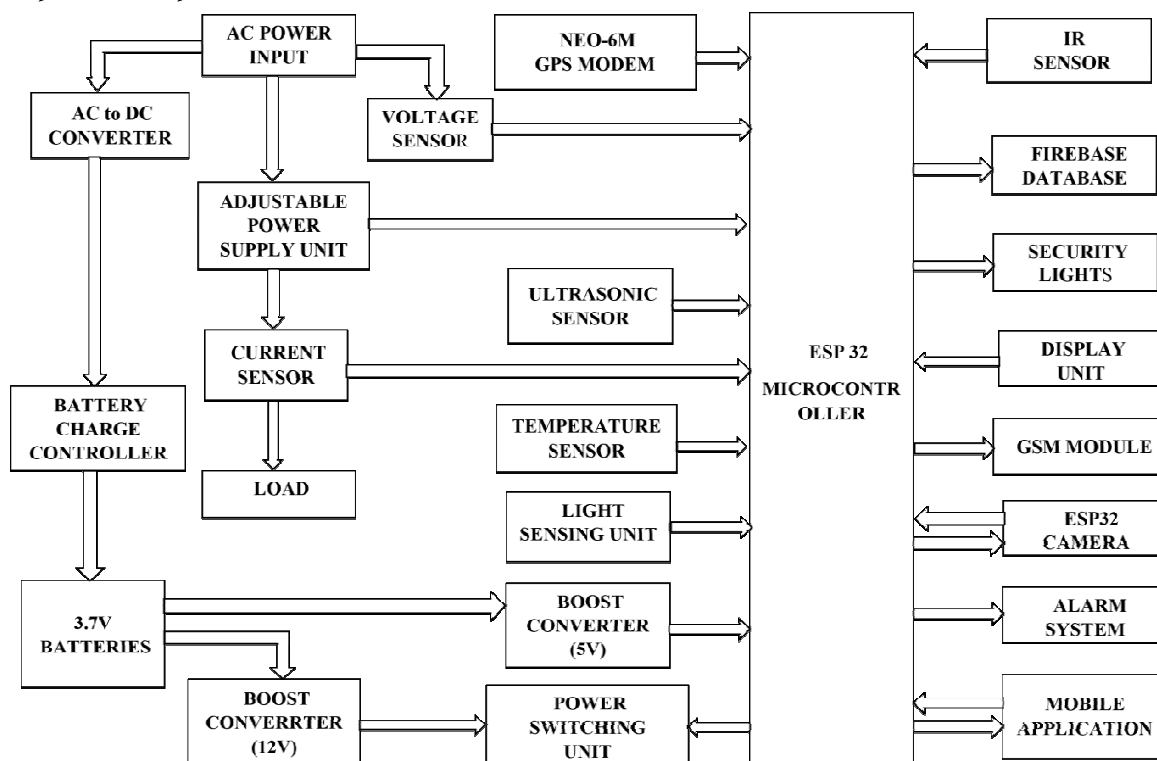 AC POWER
INPUT
NEO-6M
GPS MODEM
IR
SENSOR
AC to DC
CONVERTER
VOLTAGE
SENSOR
FIREBASE
DATABASE
ADJUSTABLE
POWER
SUPPLY UNIT
SECURITY
LIGHTS
ULTRASONIC
SENSOR
CURRENT
SENSOR
ESP 32
MICROCONTR
OLLER
DISPLAY
UNIT
BATTERY
CHARGE
CONTROLLER
TEMPERATURE
SENSOR
GSM MODULE
LOAD
LIGHT
SENSING UNIT
ESP32
CAMERA
3.7V
BATTERIES
BOOST
CONVERTER
(5V)
ALARM
SYSTEM
BOOST
CONVERRTER
(12V)
POWER
SWITCHING
UNIT
MOBILE
APPLICATION